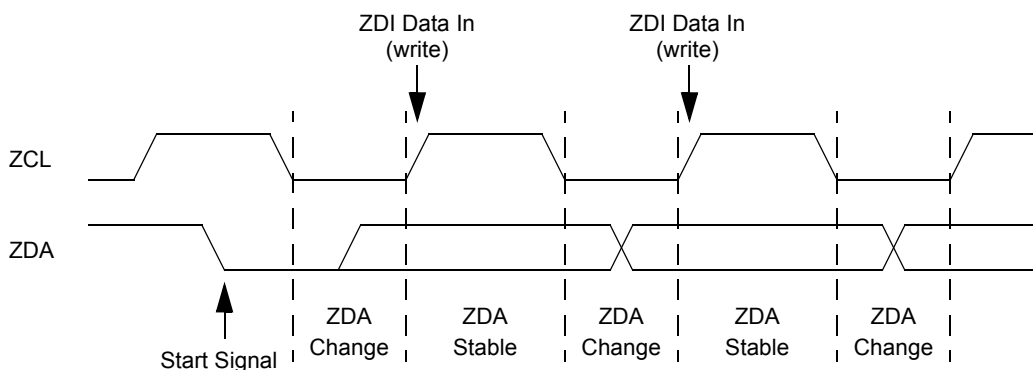 ZDI Data In
(write)
ZDI Data In
(write)
ZCL
ZDA
Start Signal
ZDA
Change
ZDA
Stable
ZDA
Change
ZDA
Stable
ZDA
Change